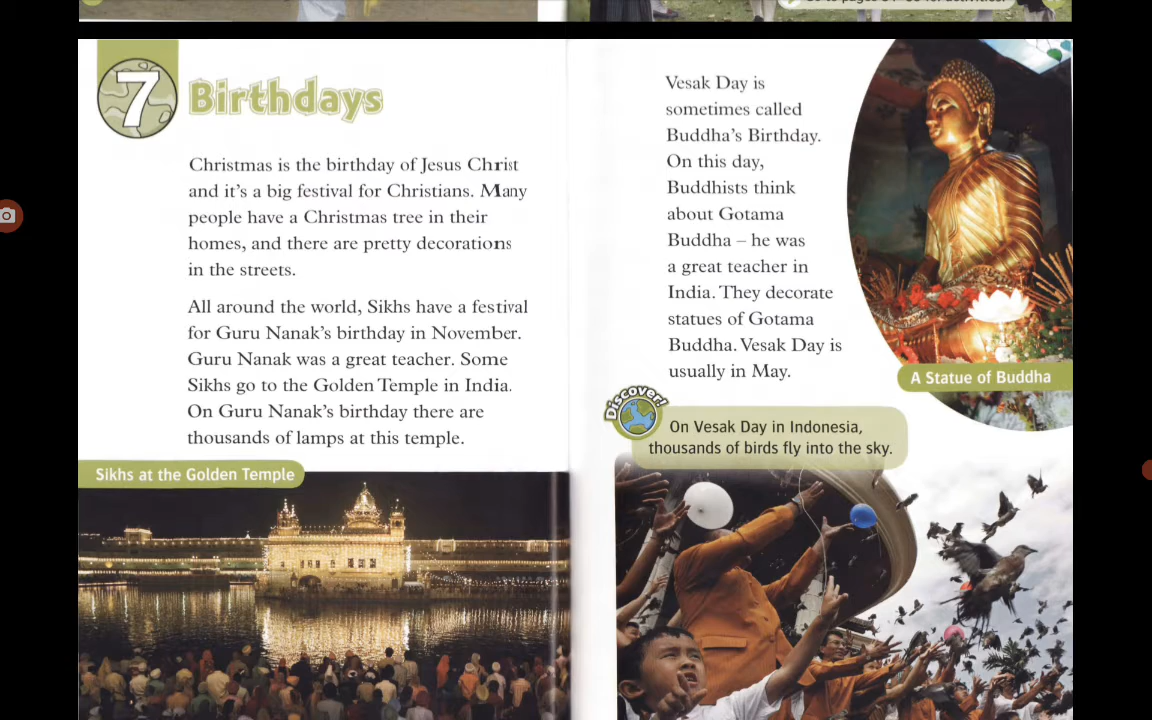 7
Birthdays
Christmas is the birthday of Jesus Christ
and it's a big festival for Christians. Many
people have a Christmas tree in their
homes, and there are pretty decorations
in the streets.
All around the world, Sikhs have a festival
for Guru Nanak's birthday in November.
Guru Nanak was a great teacher. Some
Sikhs go to the Golden Temple in India.
On Guru Nanak's birthday there are
thousands of lamps at this temple.
Sikhs at the Golden Temple
Vesak Day is
sometimes called
Buddha's Birthday.
On this day,
Buddhists think
about Gotama
Buddha – he was
a great teacher in
India. They decorate
statues of Gotama
Buddha. Vesak Day is
usually in May.
A Statue of Buddha
Discover!
On Vesak Day in Indonesia,
thousands of birds fly into the sky.